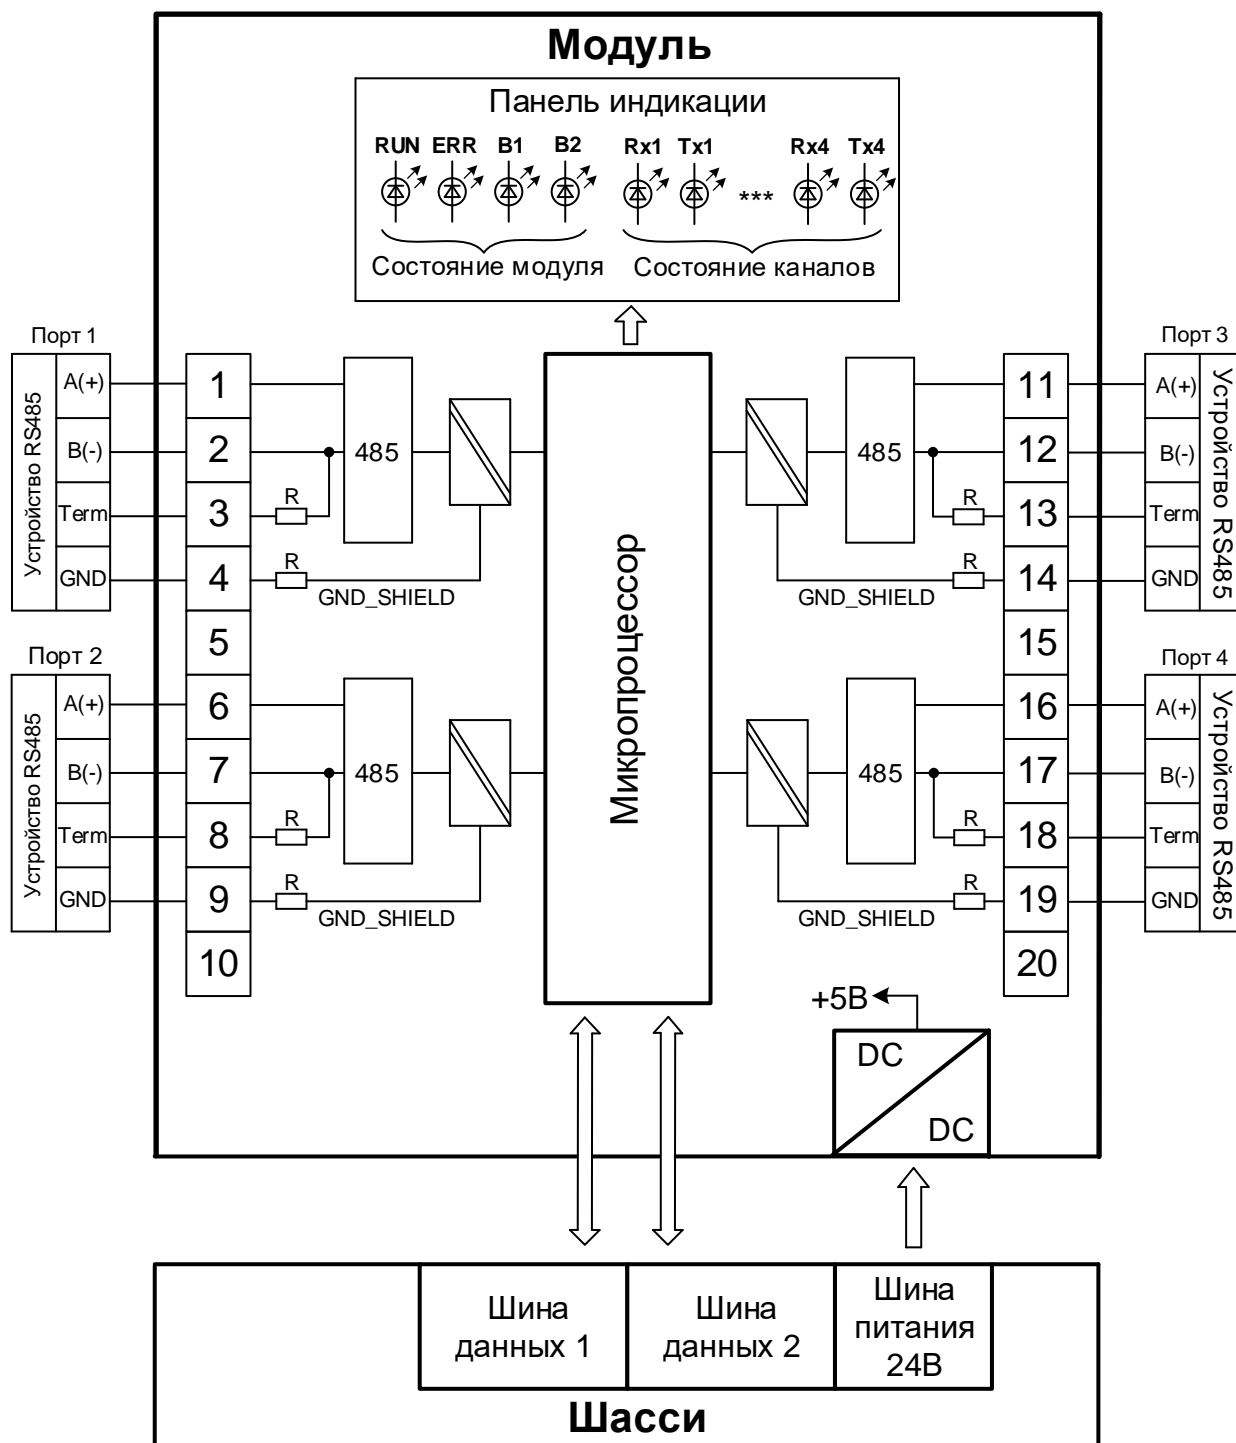 Модуль
Панель индикации
RUN ERR B1 B2 Rx1 Tx1 Rx4 Tx4
***
Состояние модуля Состояние каналов
Порт 1
Устройство RS485
A(+)
B(-)
Term
GND
Порт 2
Устройство RS485
A(+)
B(-)
Term
GND
1
2
3
4
5
6
7
8
9
10
485
R
R
GND_SHIELD
485
R
R
GND_SHIELD
Микропроцессор
485
R
R
GND_SHIELD
485
R
R
GND_SHIELD
11
12
13
14
15
16
17
18
19
20
Порт 3
A(+)
B(-)
Term
GND
Устройство RS485
Порт 4
A(+)
B(-)
Term
GND
Устройство RS485
+5В
DC
DC
Шина
данных 1
Шина
данных 2
Шина
питания
24В
Шасси